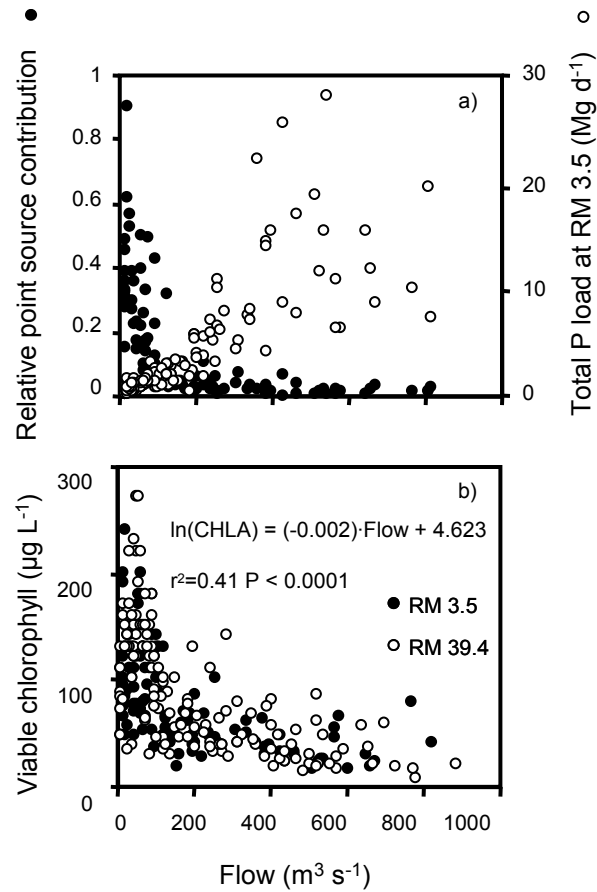 Relative point source contribution
Total P load at RM 3.5 (Mg d-1)
a)
1
0.8
0.6
0.4
0.2
0
30
20
10
0
Viable chlorophyll (µg L-1)
b)
300
200
100
0
ln(CHLA) = (-0.002)·Flow + 4.623
r²=0.41 P < 0.0001
RM 3.5
RM 39.4
0 200 400 600 800 1000
Flow (m³ s-1)